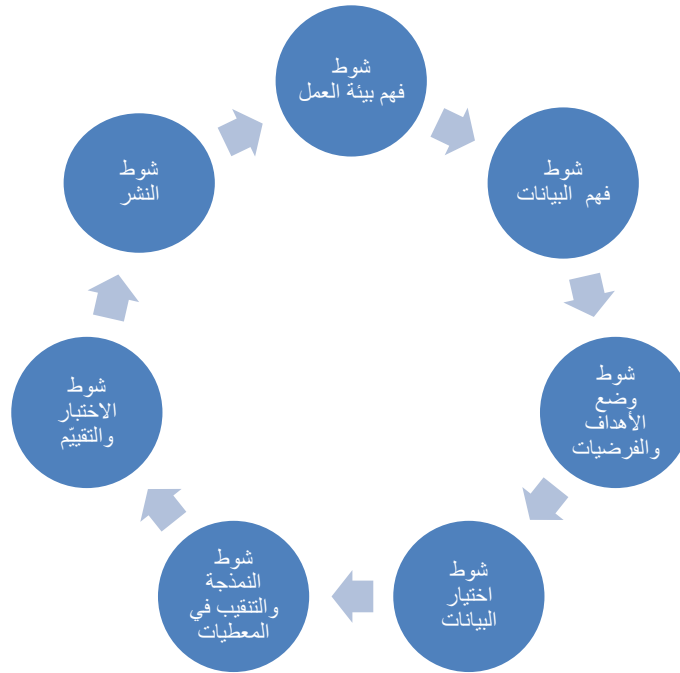 شوط
فهم بيئة العمل
شوط
فهم البيانات
شوط
وضع
الأهداف
والفرضيات
شوط
اختيار
البيانات
شوط
النمذجة
والتنقيب في
المعطيات
شوط
الاختبار
والتقييّم
شوط
النشر